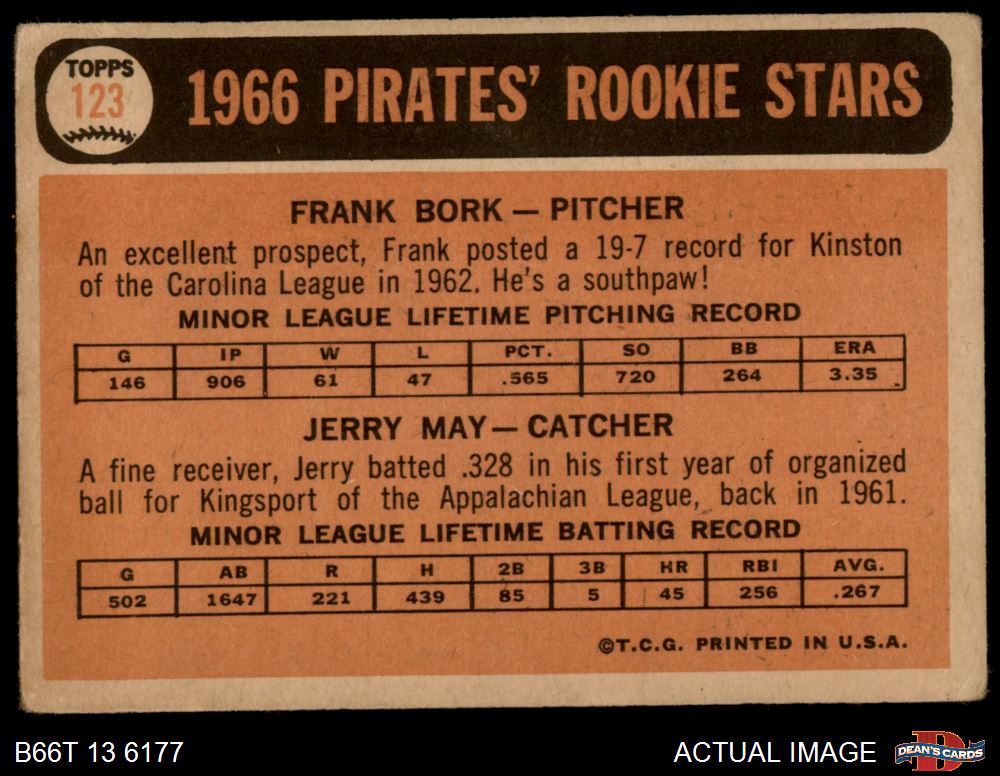 TOPPS
123
1966 PIRATES' ROOKIE STARS
FRANK BORK — PITCHER
An excellent prospect, Frank posted a 19-7 record for Kinston
of the Carolina League in 1962. He's a southpaw!
MINOR LEAGUE LIFETIME PITCHING RECORD
G IP W L PCT. SO BB ERA
146 906 61 47 .565 720 264 3.35
JERRY MAY — CATCHER
A fine receiver, Jerry batted .328 in his first year of organized
ball for Kingsport of the Appalachian League, back in 1961.
MINOR LEAGUE LIFETIME BATTING RECORD
G AB R H 2B 3B HR RBI AVG.
502 1647 221 439 85 5 45 256 .267
©T.C.G. PRINTED IN U.S.A.
B66T 13 6177
ACTUAL IMAGE
D
DEAN'S CARDS